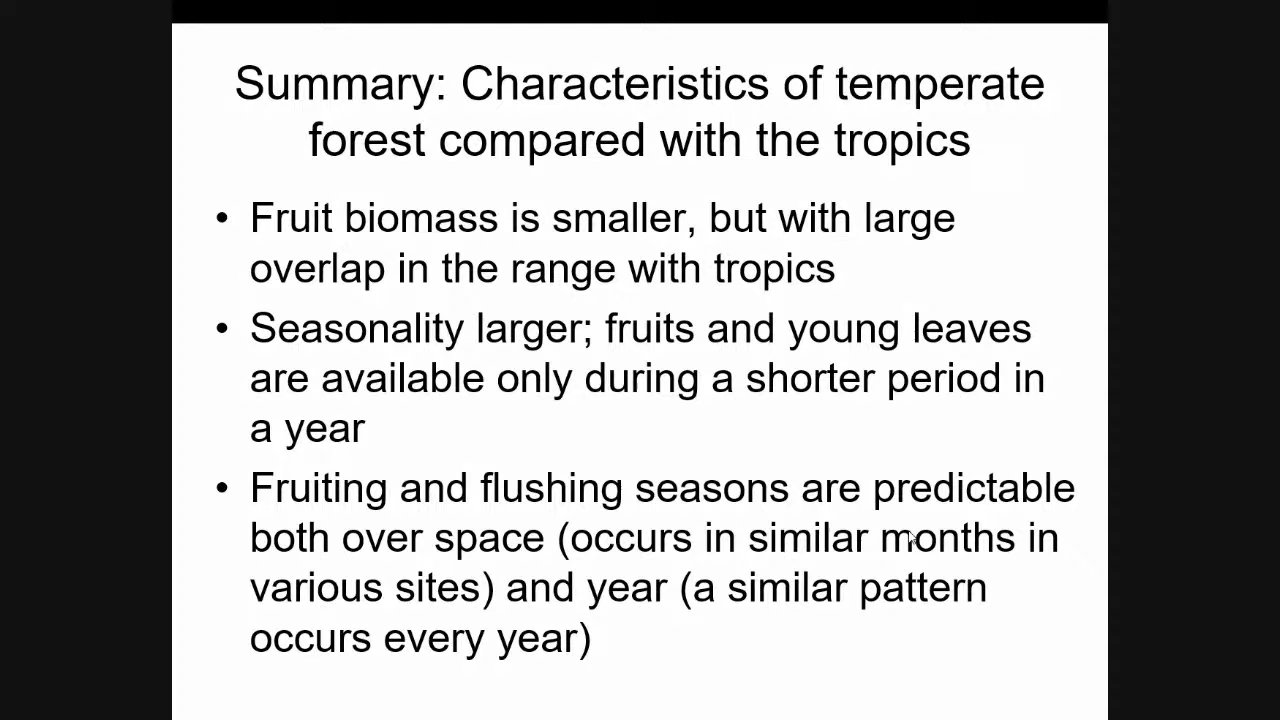 Summary: Characteristics of temperate
forest compared with the tropics
• Fruit biomass is smaller, but with large
overlap in the range with tropics
• Seasonality larger; fruits and young leaves
are available only during a shorter period in
a year
• Fruiting and flushing seasons are predictable
both over space (occurs in similar months in
various sites) and year (a similar pattern
occurs every year)